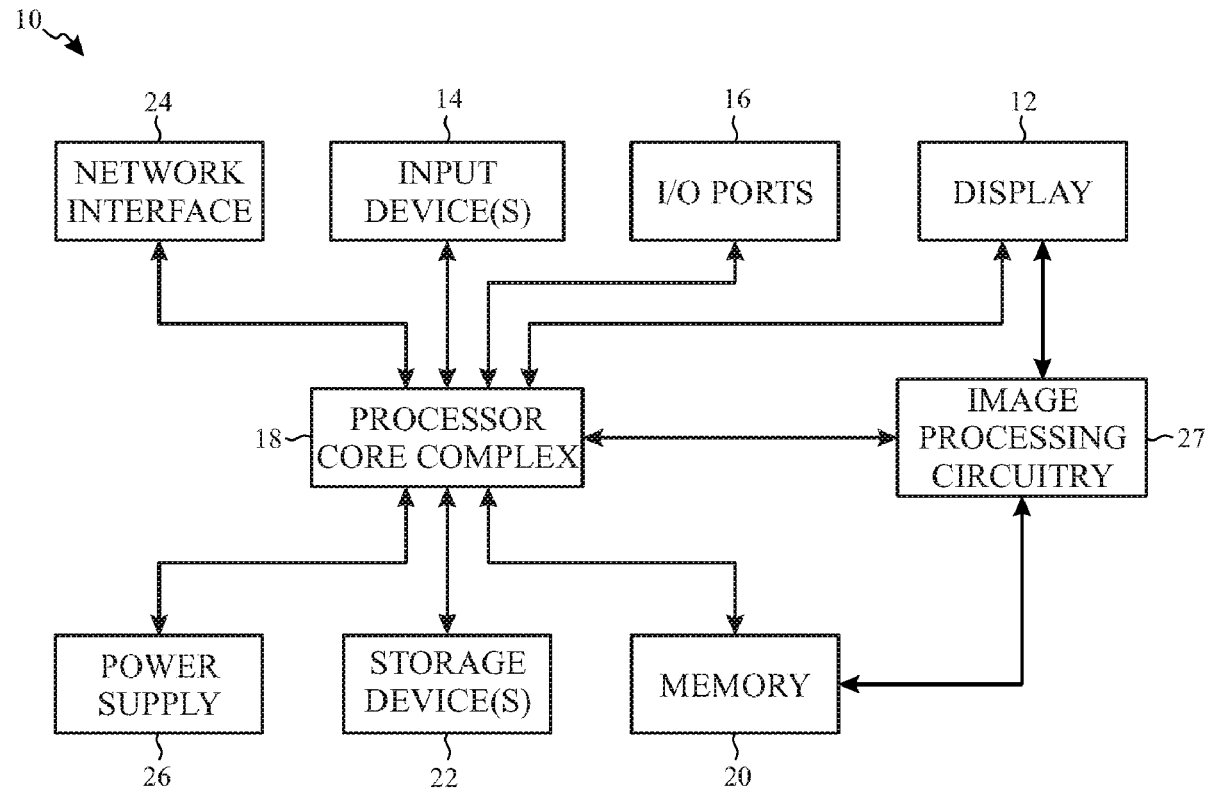 10
24
14
16
12
NETWORK
INTERFACE
INPUT
DEVICE(S)
I/O PORTS
DISPLAY
18
PROCESSOR
CORE COMPLEX
IMAGE
PROCESSING
CIRCUITRY
27
POWER
SUPPLY
STORAGE
DEVICE(S)
MEMORY
26
22
20